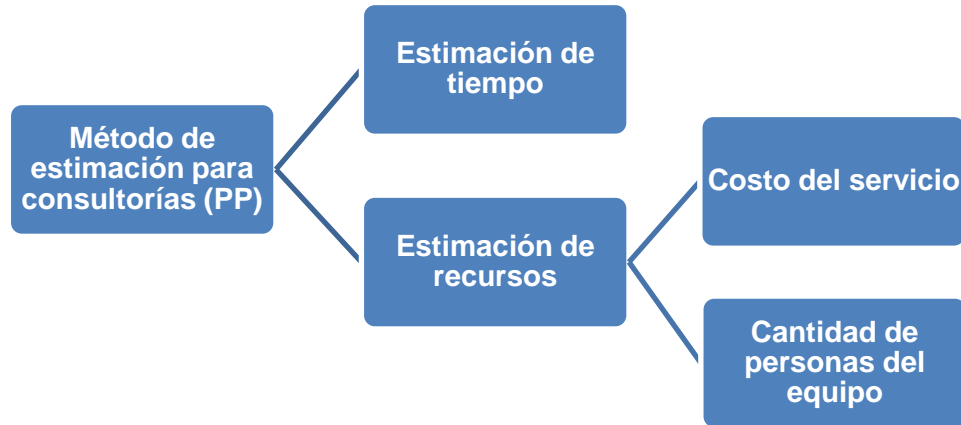 Método de
estimación para
consultorías (PP)
Estimación de
tiempo
Estimación de
recursos
Costo del servicio
Cantidad de
personas del
equipo